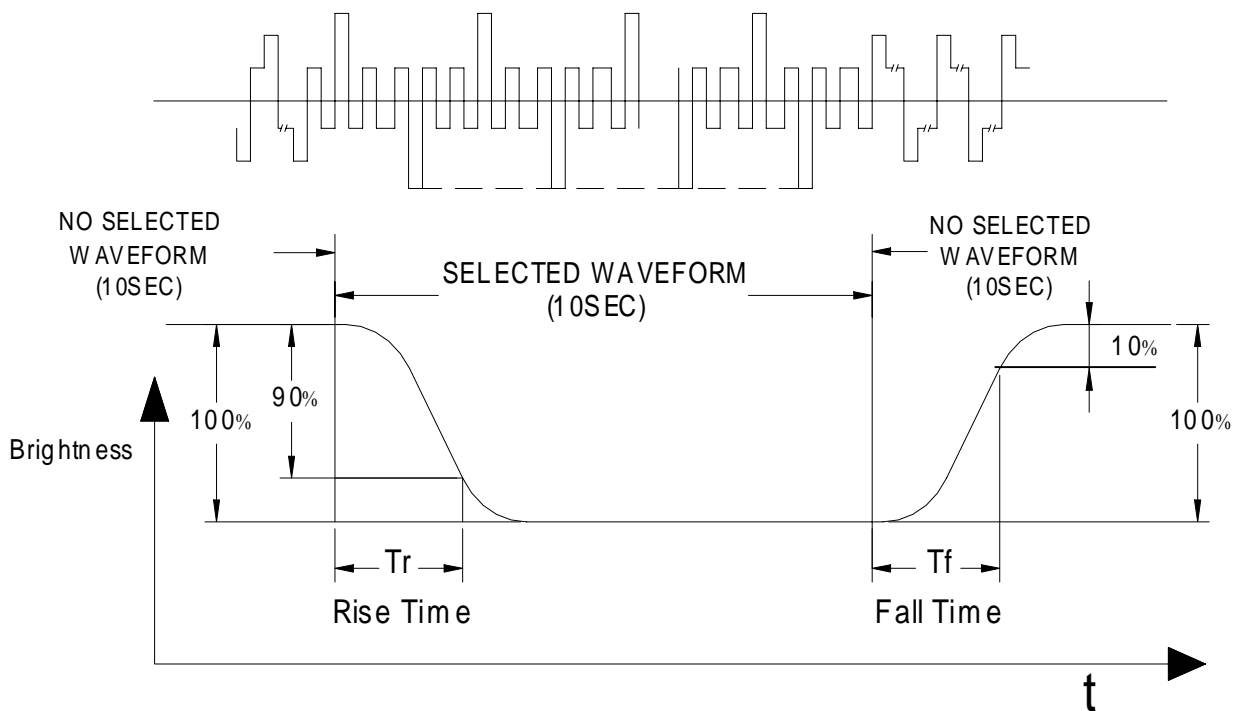 NO SELECTED
WAVEFORM
(10SEC)
SELECTED WAVEFORM
(10SEC)
NO SELECTED
WAVEFORM
(10SEC)
100%
90%
10%
100%
Brightness
Tr
Tf
Rise Time
Fall Time
t